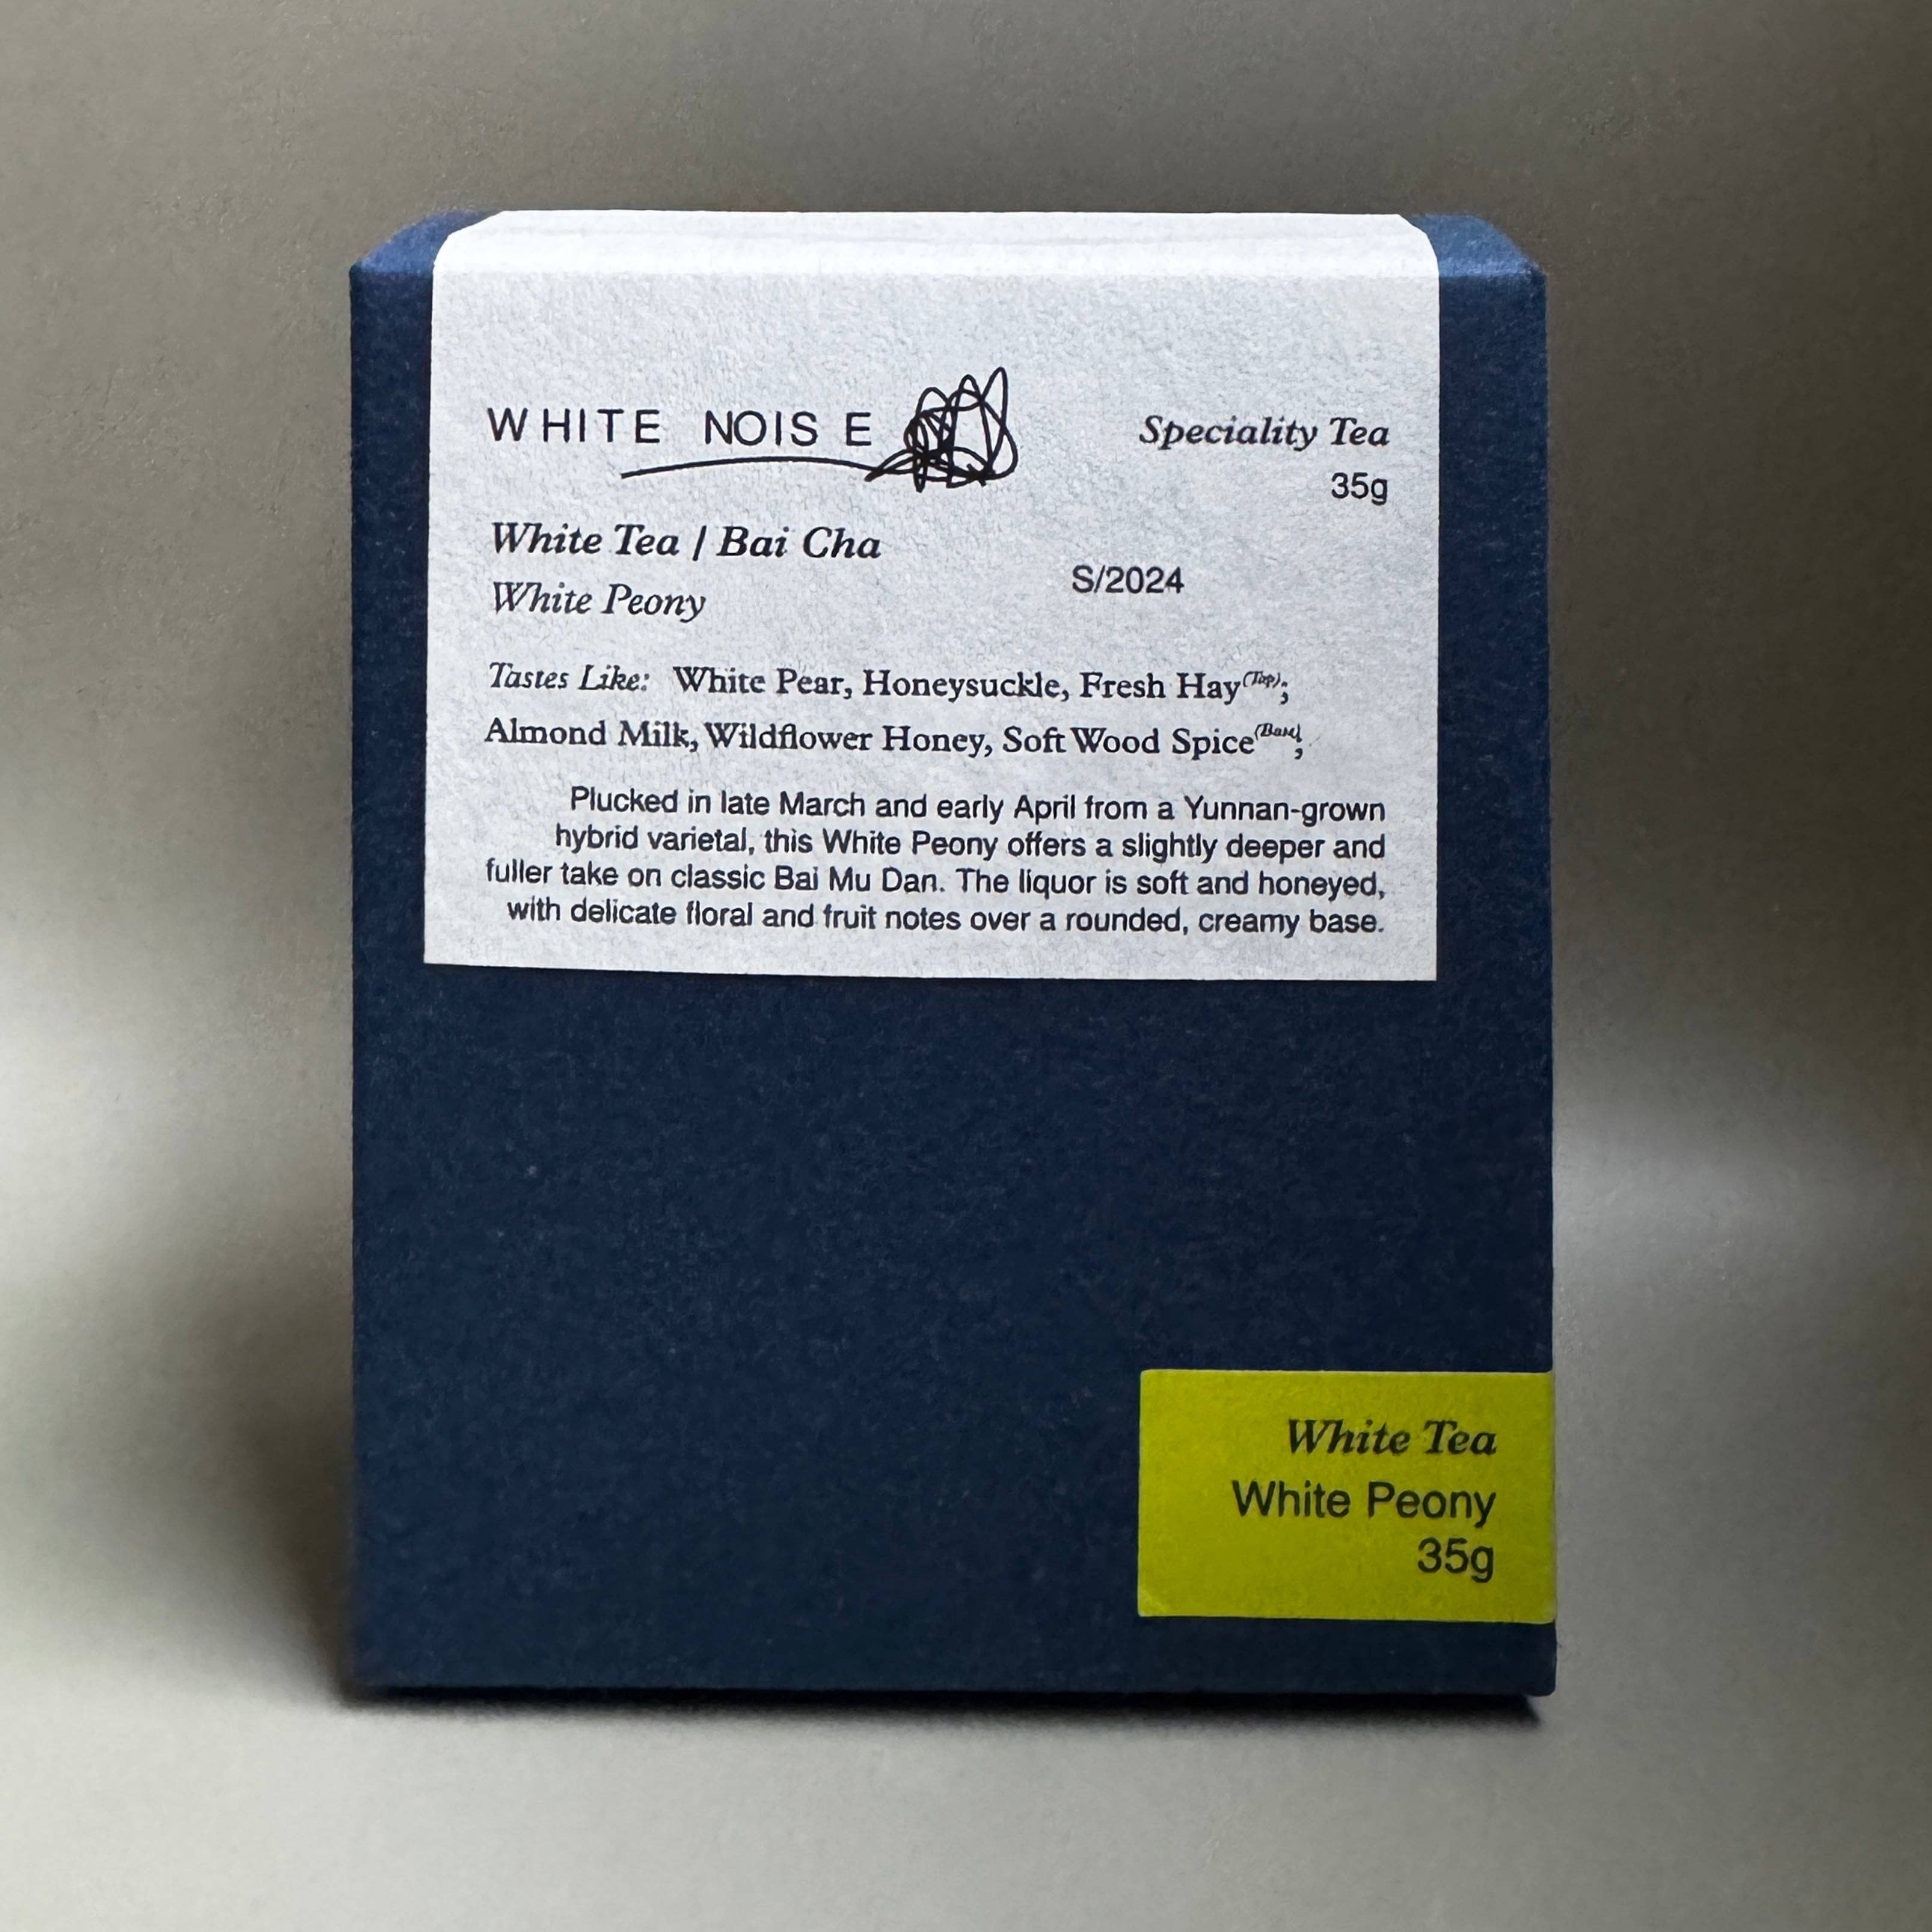 WHITE NOISE
Speciality Tea
35g
White Tea / Bai Cha
White Peony
S/2024
Tastes Like: White Pear, Honeysuckle, Fresh Hay(Top);
Almond Milk, Wildflower Honey, Soft Wood Spice(Base);
Plucked in late March and early April from a Yunnan-grown
hybrid varietal, this White Peony offers a slightly deeper and
fuller take on classic Bai Mu Dan. The liquor is soft and honeyed,
with delicate floral and fruit notes over a rounded, creamy base.
White Tea
White Peony
35g